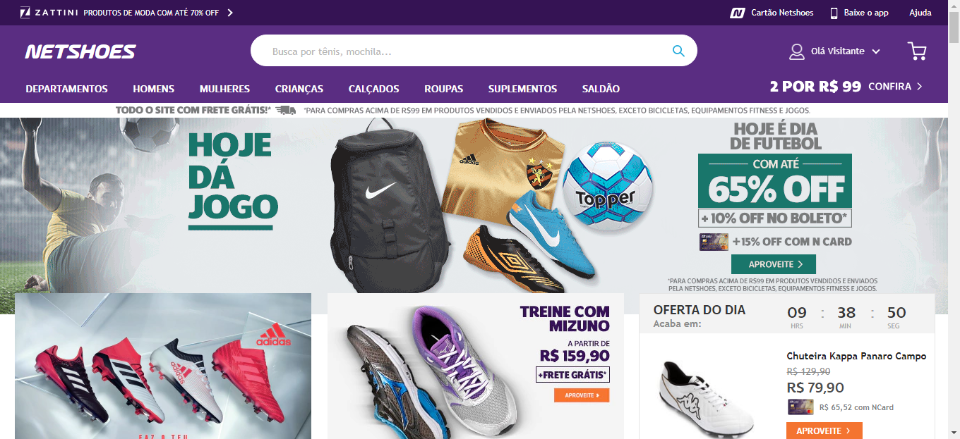 ZATTINI PRODUTOS DE MODA COM ATÉ 70% OFF
Cartão Netshoes
Baixe o app
Ajuda
NETSHOES
Busca por tênis, mochila...
Olá Visitante
DEPARTAMENTOS HOMENS MULHERES CRIANÇAS CALÇADOS ROUPAS SUPLEMENTOS SALDÃO
2 POR R$ 99 CONFIRA
TODO O SITE COM FRETE GRÁTIS!* *PARA COMPRAS ACIMA DE R$99 EM PRODUTOS VENDIDOS E ENVIADOS PELA NETSHOES. EXCETO BICICLETAS, EQUIPAMENTOS FITNESS E JOGOS.
HOJE
DÁ
JOGO
adidas
Topper
HOJE É DIA
DE FUTEBOL
COM ATÉ
65% OFF
+10% OFF NO BOLETO*
+ 15% OFF COM N CARD
APROVEITE
*PARA COMPRAS ACIMA DE R$99 EM PRODUTOS VENDIDOS E ENVIADOS
PELA NETSHOES, EXCETO BICICLETAS, EQUIPAMENTOS FITNESS E JOGOS.
adidas
TREINE COM
MIZUNO
A PARTIR DE
R$ 159,90
+FRETE GRÁTIS*
APROVEITE
OFERTA DO DIA
Acaba em:
09 : 38 : 50
HRS MIN SEG
Chuteira Kappa Panaro Campo
R$ 129,90
R$ 79,90
R$ 65,52 com NCard
APROVEITE
Kappa